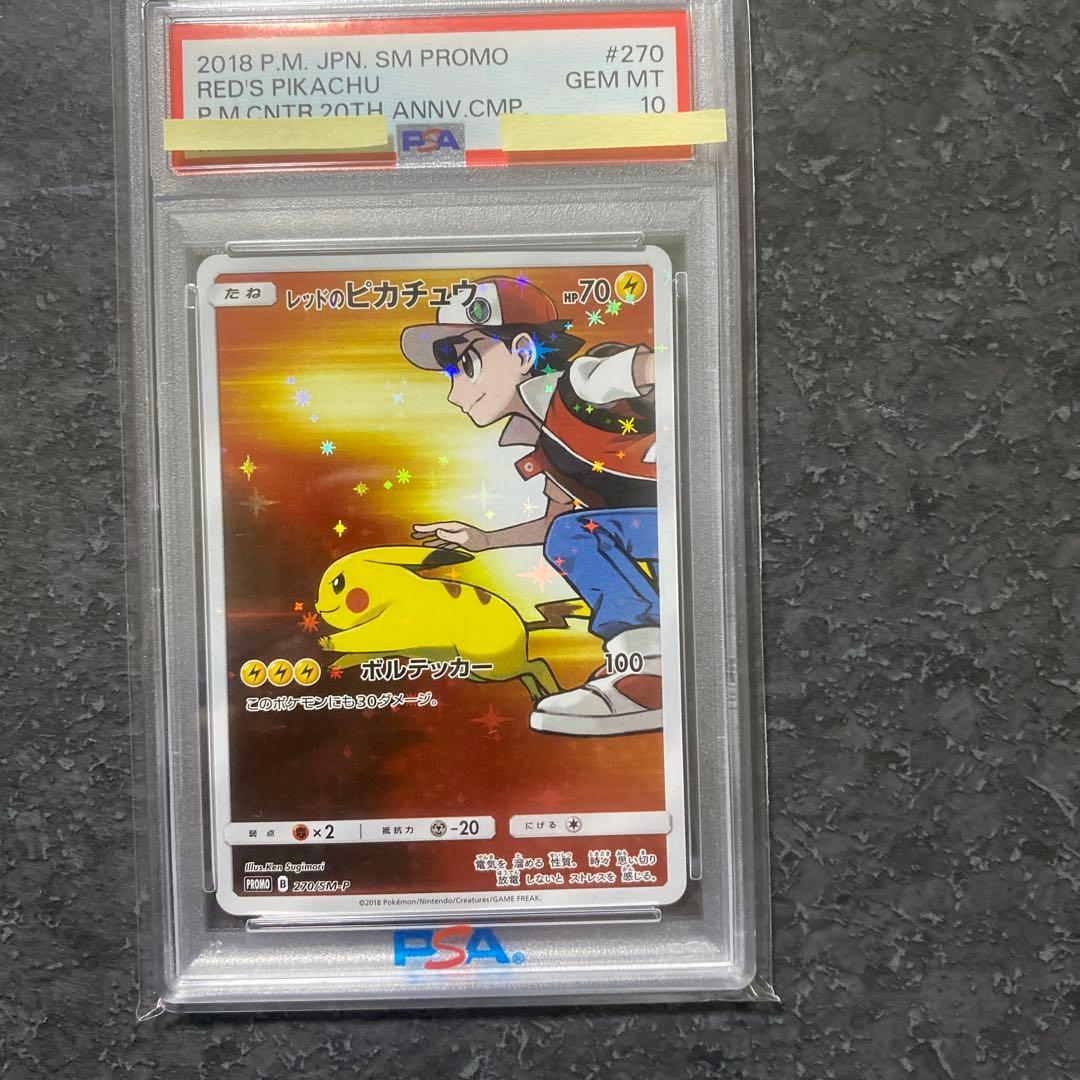 2018 P.M. JPN. SM PROMO #270
RED'S PIKACHU GEM MT
P.M.CNTR.20TH ANNV.CMP. 10
PSA
たね レッドのピカチュウ HP70
ボルテッカー 100
このポケモンにも30ダメージ。
弱点 ×2 抵抗力 -20 にげる
Illus.Ken Sugimori
PROMO B 270/SM-P
電気を 溜める 性質。 時々 思い切り
放電 しないと ストレスを 感じる。
©2018 Pokémon/Nintendo/Creatures/GAME FREAK.
PSA®